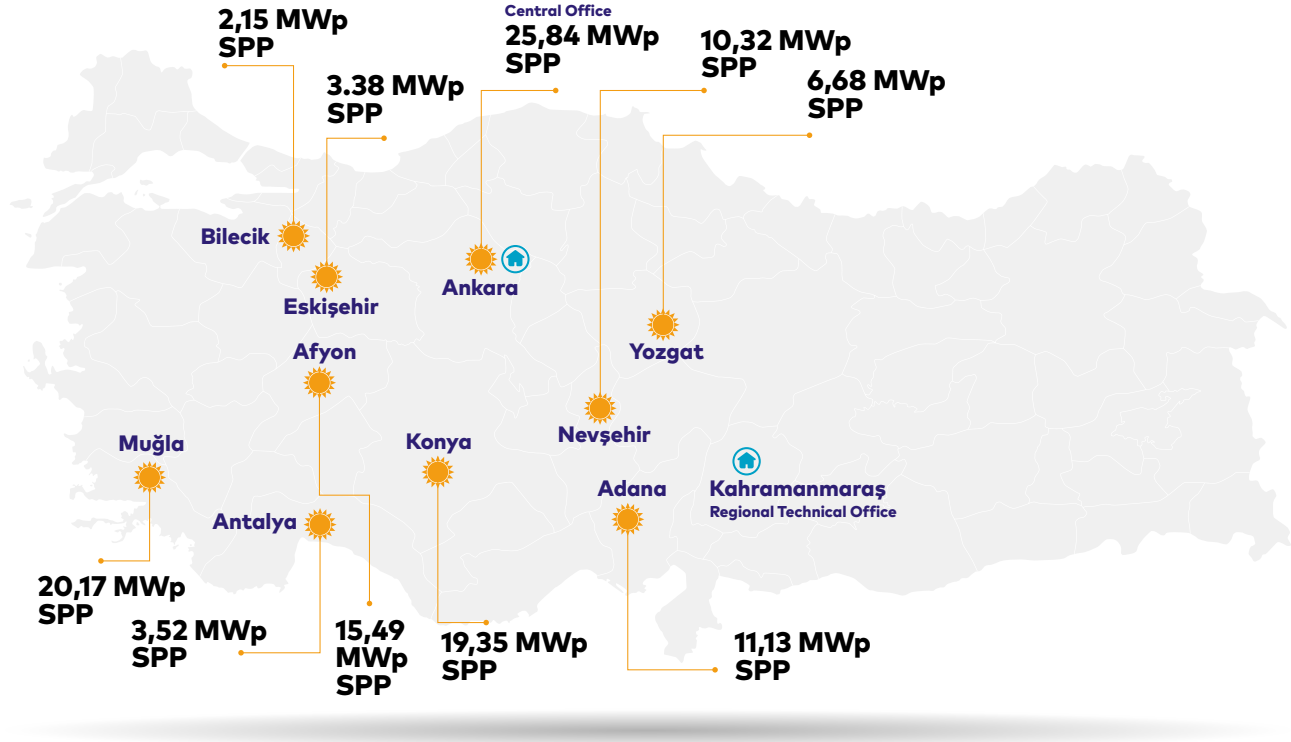 Central Office
2,15 MWp
SPP
25,84 MWp
SPP
10,32 MWp
SPP
3.38 MWp
SPP
6,68 MWp
SPP
Bilecik
Eskişehir
Ankara
Afyon
Yozgat
Muğla
Konya
Nevşehir
Antalya
Adana
Kahramanmaraş
Regional Technical Office
20,17 MWp
SPP
3,52 MWp
SPP
15,49
MWp
SPP
19,35 MWp
SPP
11,13 MWp
SPP